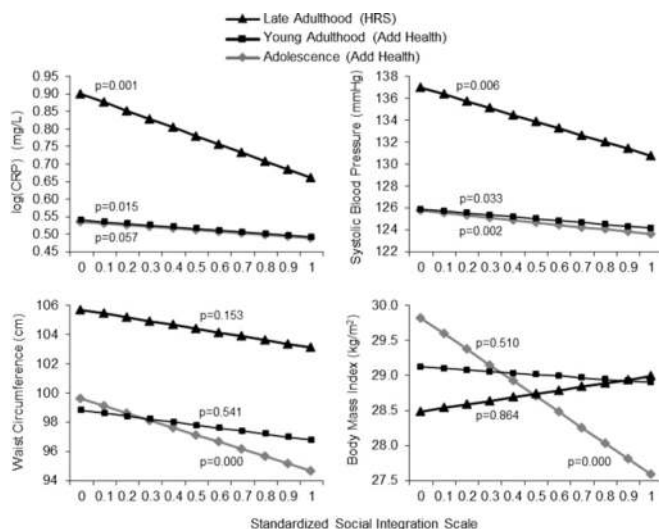 Late Adulthood (HRS)
Young Adulthood (Add Health)
Adolescence (Add Health)
log(CRP) (mg/L)
0.95
0.90
0.85
0.80
0.75
0.70
0.65
0.60
0.55
0.50
0.45
p=0.001
p=0.015
p=0.057
0 0.1 0.2 0.3 0.4 0.5 0.6 0.7 0.8 0.9 1
Systolic Blood Pressure (mmHg)
138
136
134
132
130
128
126
124
122
p=0.006
p=0.033
p=0.002
0 0.1 0.2 0.3 0.4 0.5 0.6 0.7 0.8 0.9 1
Waist Circumference (cm)
106
104
102
100
98
96
94
p=0.153
p=0.541
p=0.000
0 0.1 0.2 0.3 0.4 0.5 0.6 0.7 0.8 0.9 1
Body Mass Index (kg/m²)
30.0
29.5
29.0
28.5
28.0
27.5
p=0.510
p=0.864
p=0.000
0 0.1 0.2 0.3 0.4 0.5 0.6 0.7 0.8 0.9 1
Standardized Social Integration Scale